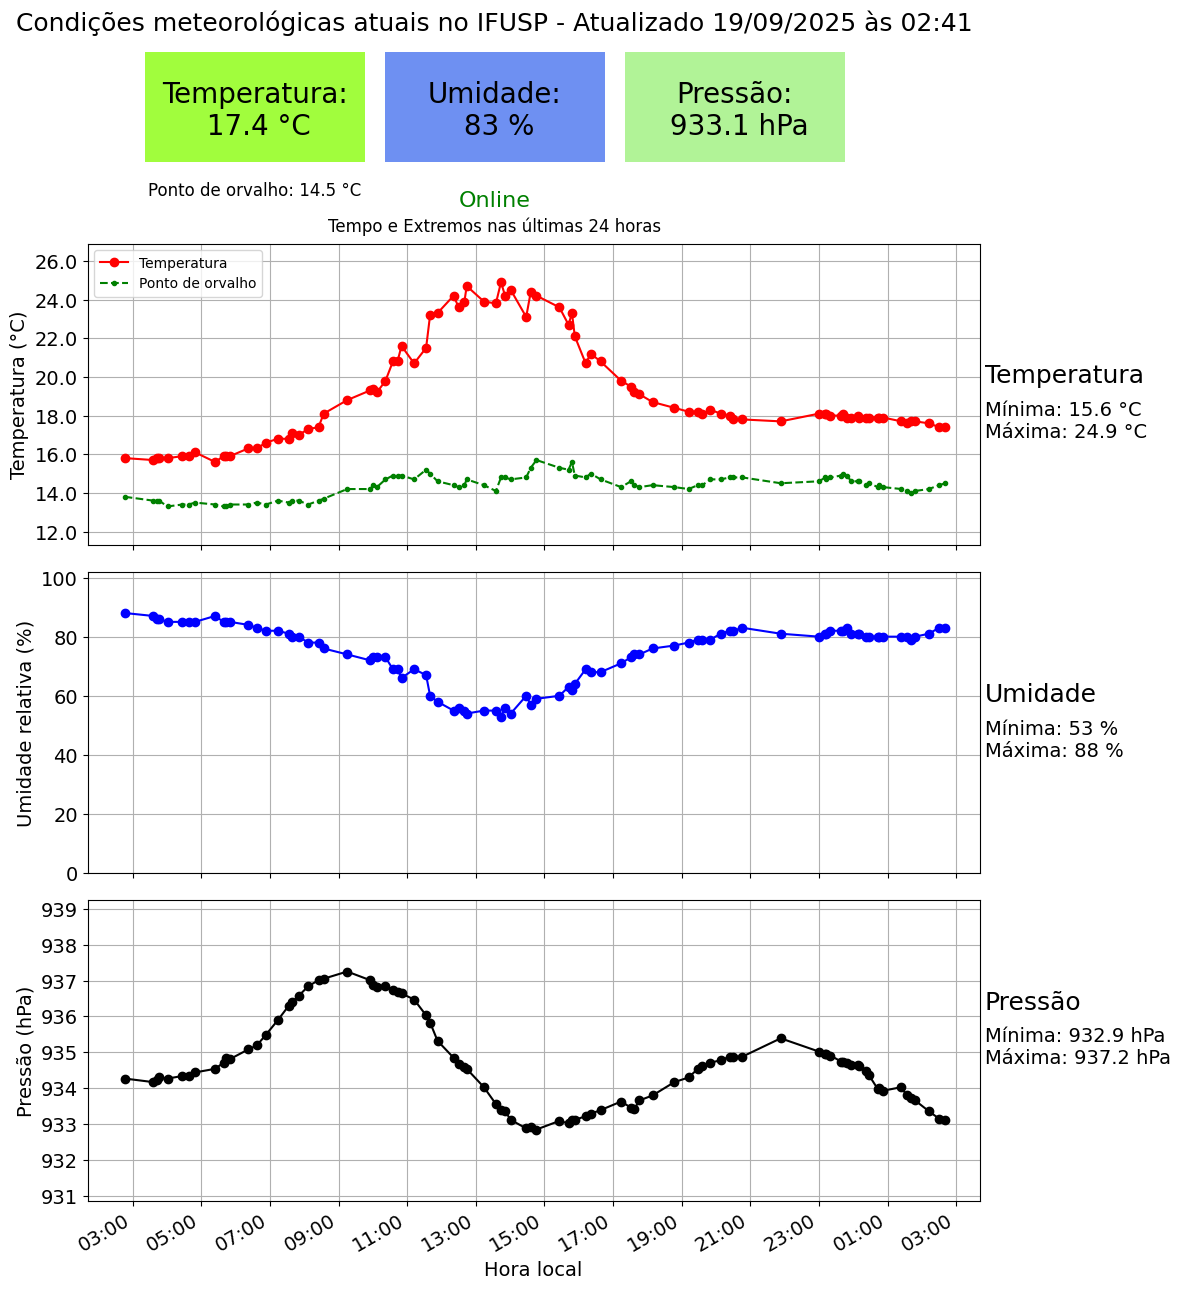 Condições meteorológicas atuais no IFUSP - Atualizado 19/09/2025 às 02:41
Temperatura:
17.4 °C
Umidade:
83 %
Pressão:
933.1 hPa
Ponto de orvalho: 14.5 °C
Online
Tempo e Extremos nas últimas 24 horas
Temperatura (°C)
26.0
24.0
22.0
20.0
18.0
16.0
14.0
12.0
Temperatura
Ponto de orvalho
Temperatura
Mínima: 15.6 °C
Máxima: 24.9 °C
Umidade relativa (%)
100
80
60
40
20
0
Umidade
Mínima: 53 %
Máxima: 88 %
Pressão (hPa)
939
938
937
936
935
934
933
932
931
Pressão
Mínima: 932.9 hPa
Máxima: 937.2 hPa
03:00 05:00 07:00 09:00 11:00 13:00 15:00 17:00 19:00 21:00 23:00 01:00 03:00
Hora local